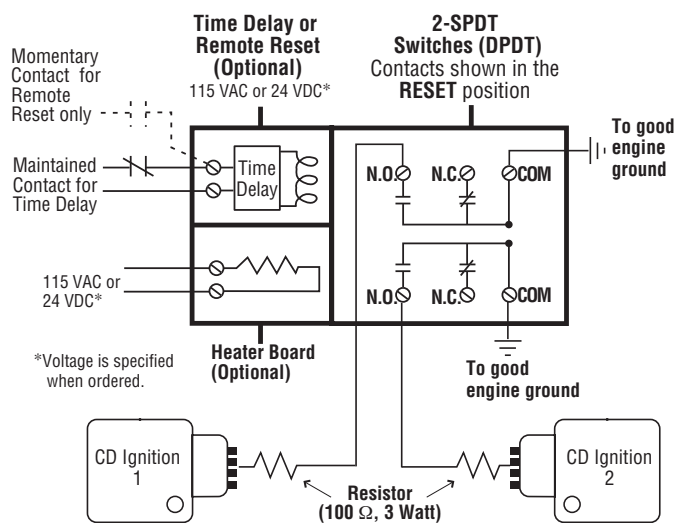 Time Delay or
Remote Reset
(Optional)
115 VAC or 24 VDC*
2-SPDT
Switches (DPDT)
Contacts shown in the
RESET position
Momentary
Contact for
Remote
Reset only
Maintained
Contact for
Time Delay
Time
Delay
N.O.
N.C.
COM
To good
engine
ground
115 VAC or
24 VDC*
N.O.
N.C.
COM
*Voltage is specified
when ordered.
Heater Board
(Optional)
To good
engine ground
CD Ignition
1
Resistor
(100 Ω, 3 Watt)
CD Ignition
2